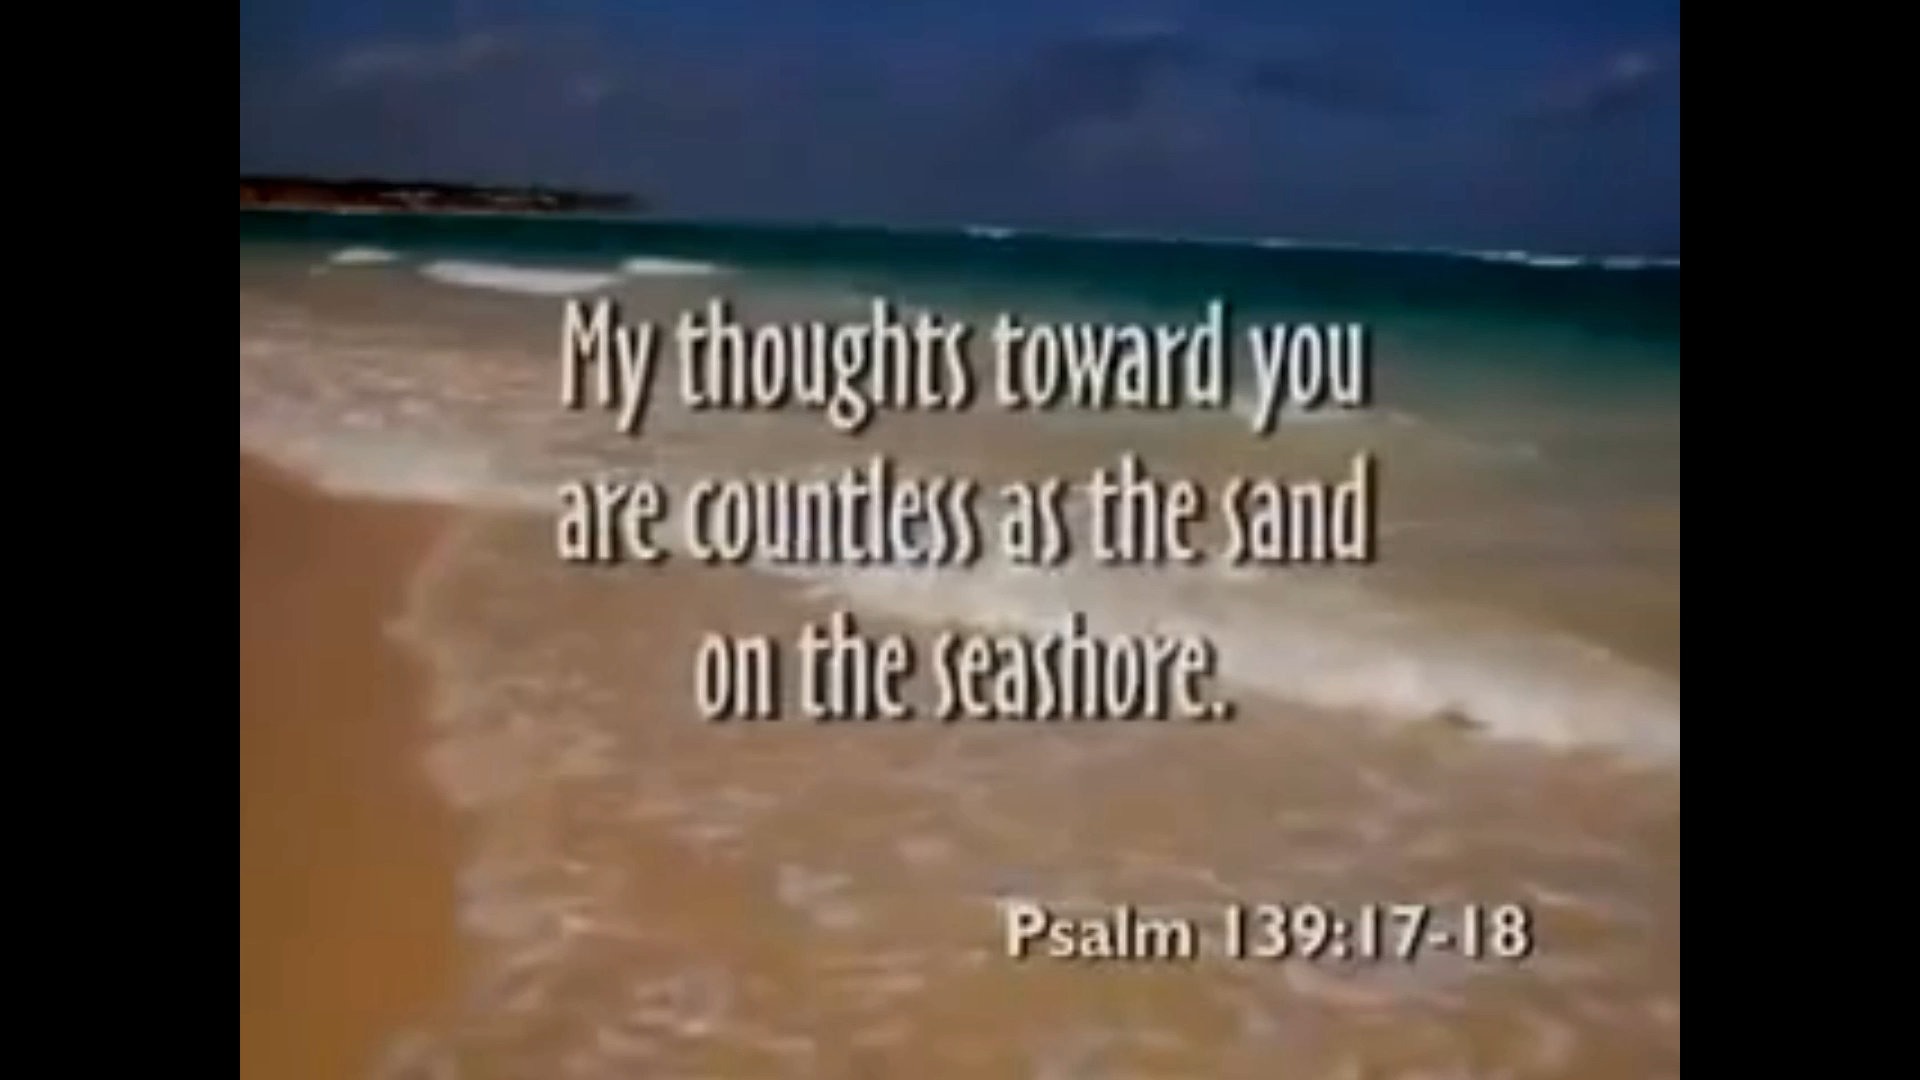 My thoughts toward you
are countless as the sand
on the seashore.
Psalm 139:17-18